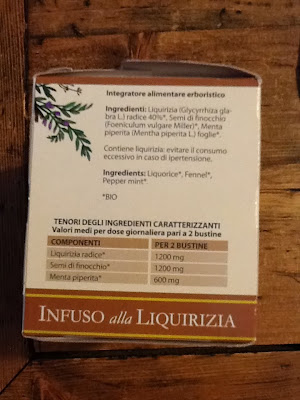 Integratore alimentare erboristico
Ingredienti: Liquirizia (Glycyrrhiza gla-
bra L.) radice 40%*, Semi di finocchio*
(Foeniculum vulgare Miller)*, Menta
piperita (Mentha piperita L.) foglie*.
Contiene liquirizia: evitare il consumo
eccessivo in caso di ipertensione.
Ingredients: Liquorice*, Fennel*,
Pepper mint*.
*BIO
TENORI DEGLI INGREDIENTI CARATTERIZZANTI
Valori medi per dose giornaliera pari a 2 bustine
COMPONENTI PER 2 BUSTINE
Liquirizia radice* 1200 mg
Semi di finocchio* 1200 mg
Menta piperita* 600 mg
INFUSO alla LIQUIRIZIA